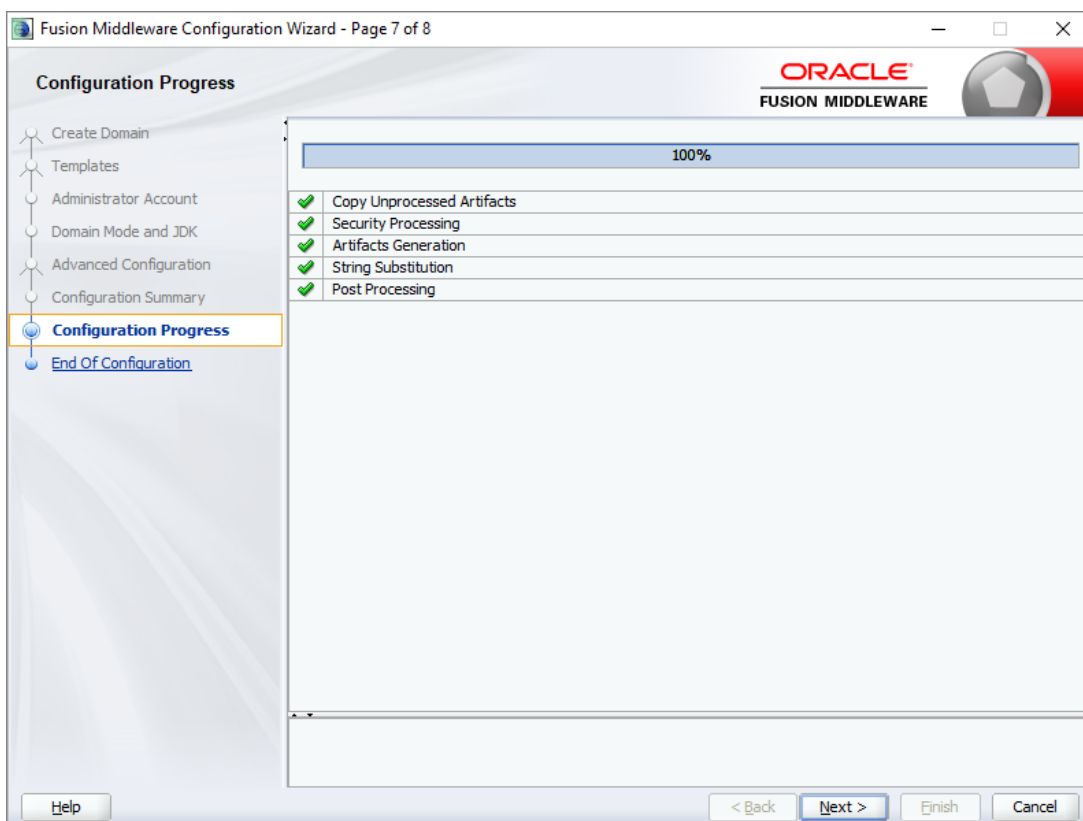 Fusion Middleware Configuration Wizard - Page 7 of 8
Configuration Progress
ORACLE
FUSION MIDDLEWARE
Create Domain
Templates
Administrator Account
Domain Mode and JDK
Advanced Configuration
Configuration Summary
Configuration Progress
End Of Configuration
100%
Copy Unprocessed Artifacts
Security Processing
Artifacts Generation
String Substitution
Post Processing
Help
< Back
Next >
Finish
Cancel